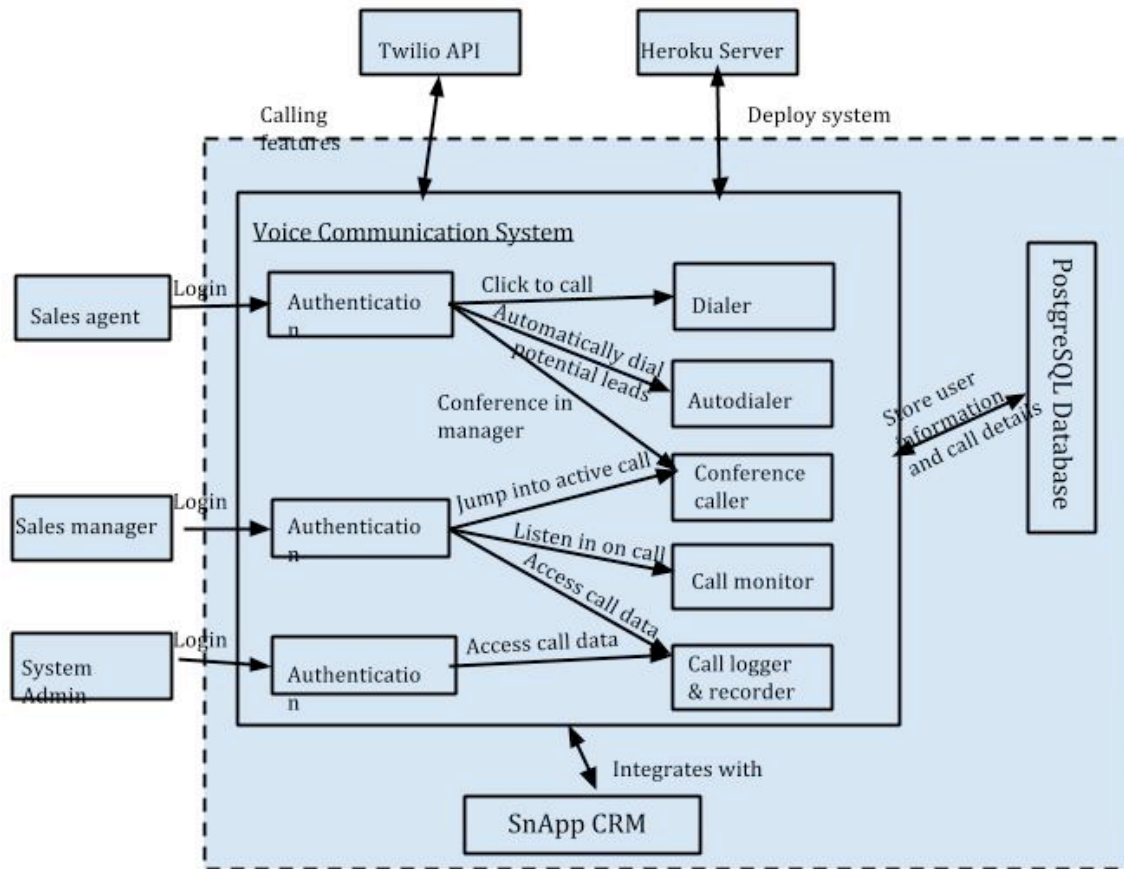 Twilio API
Heroku Server
Calling
features
Deploy system
Voice Communication System
Sales agent
Login
Authenticatio
n
Click to call
Dialer
Automatically dial
potential leads
Autodialer
Conference in
manager
Conference
caller
Store user
information
and call details
PostgreSQL Database
Sales manager
Login
Authenticatio
n
Jump into active call
Listen in on call
Call monitor
Access call data
System
Admin
Login
Authenticatio
n
Access call data
Call logger
& recorder
Integrates with
SnApp CRM